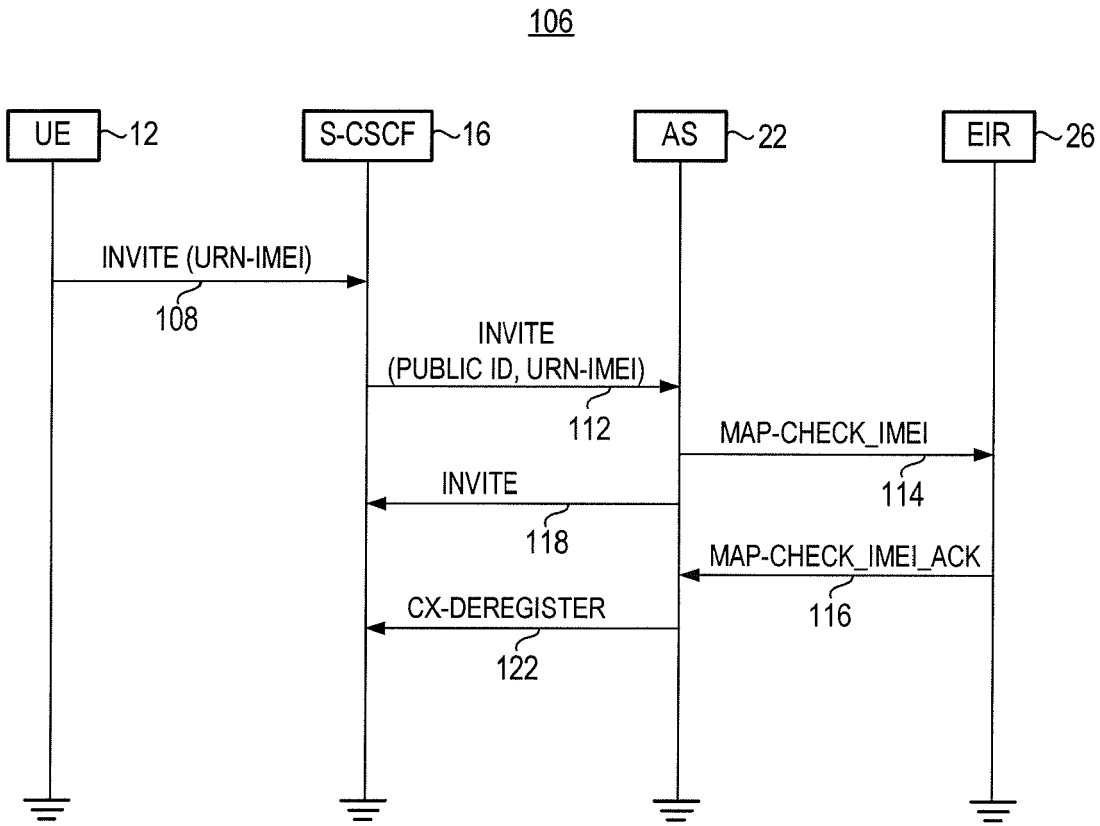 106
UE 12
S-CSCF 16
AS 22
EIR 26
INVITE (URN-IMEI)
108
INVITE
(PUBLIC ID, URN-IMEI)
112
MAP-CHECK_IMEI
114
INVITE
118
MAP-CHECK_IMEI_ACK
116
CX-DEREGISTER
122